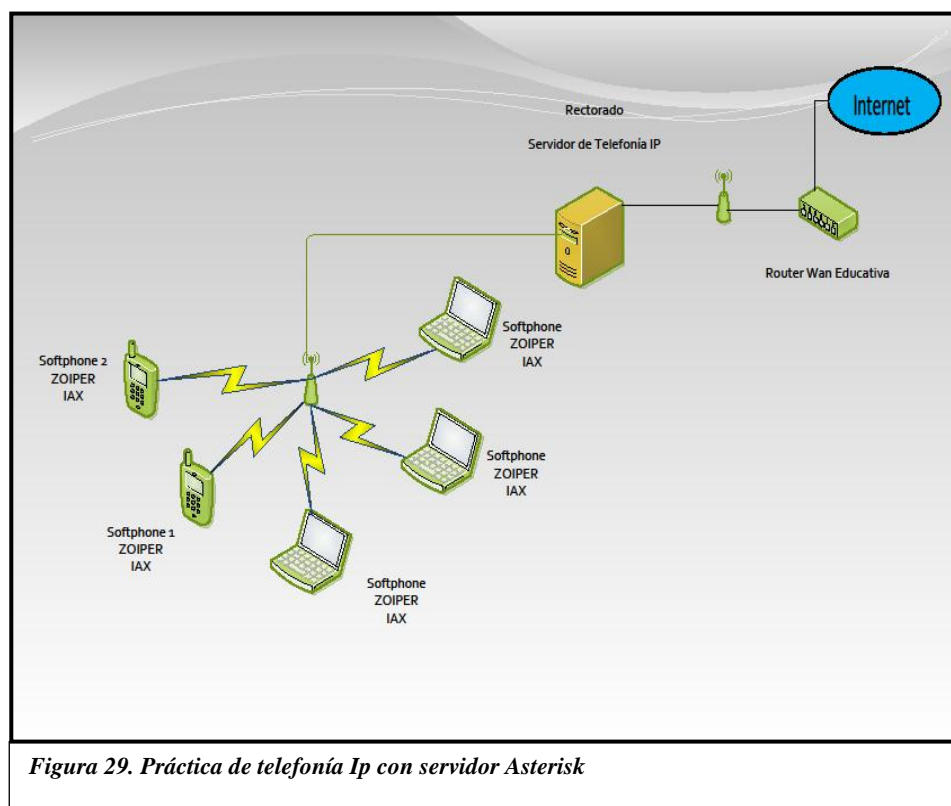 Internet
Rectorado
Servidor de Telefonía IP
Router Wan Educativa
Softphone
ZOIPER
IAX
Softphone 2
ZOIPER
IAX
Softphone
ZOIPER
IAX
Softphone 1
ZOIPER
IAX
Softphone
ZOIPER
IAX
Figura 29. Práctica de telefonía Ip con servidor Asterisk